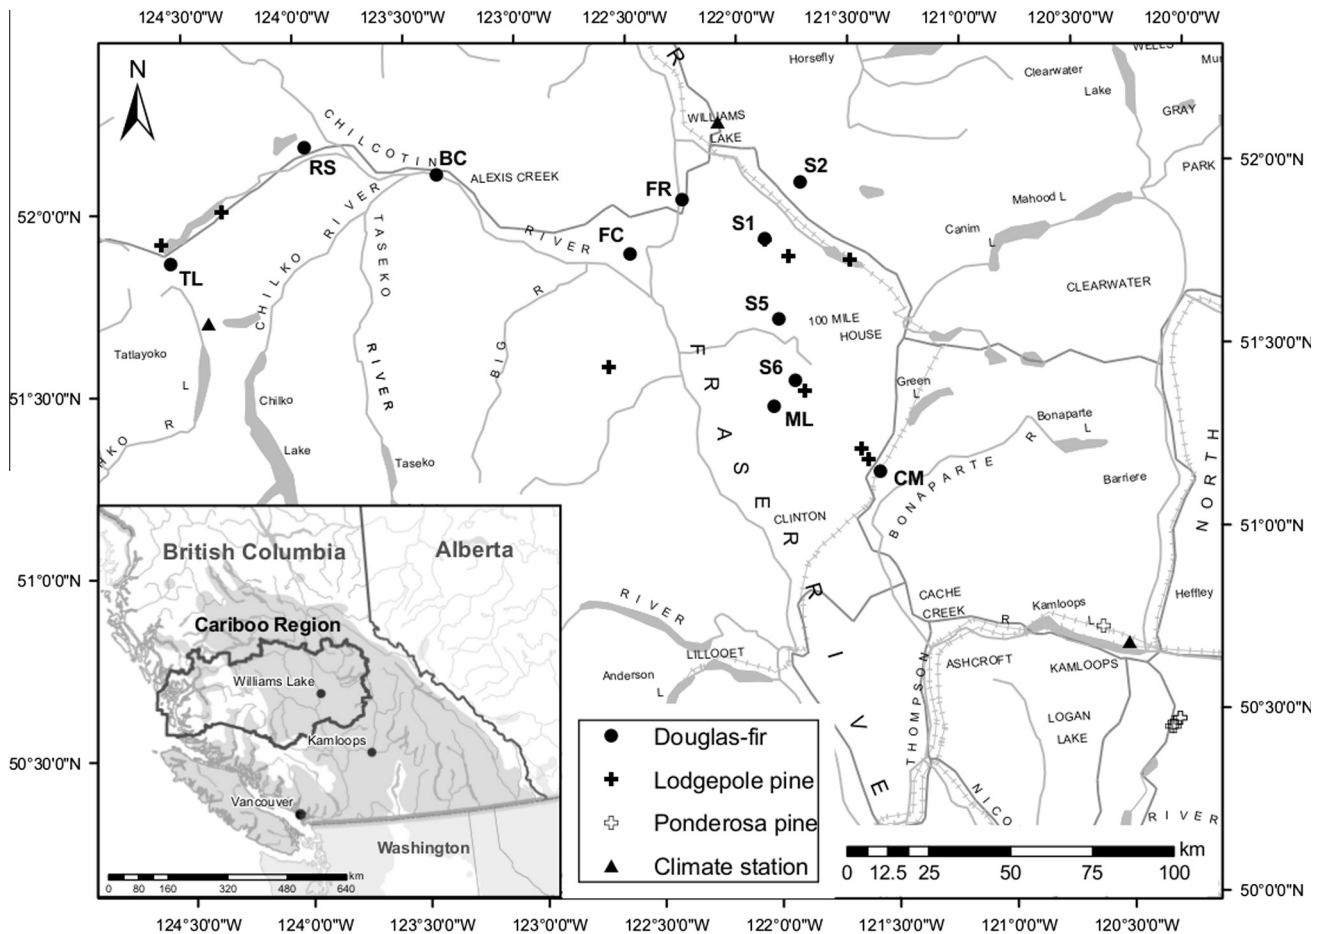 124°0'0"W 124°0'0"W 123°30'0"W 123°0'0"W 122°30'0"W 122°0'0"W 121°30'0"W 121°0'0"W 120°30'0"W 120°0'0"W
N
R
Horsefly
WELLS
Mur
Clearwater
Lake
GRAY
WILLIAMS
LAKE
CHILCOTIN
RS
BC
ALEXIS CREEK
S2
PARK
52°0'0"N
FR
Mahood L
52°0'0"N
RIVER
FC
S1
Canim
L
TL
CHILKO RIVER
TASEKO
RIVER
R
BIG
S5
CLEARWATER
100 MILE
HOUSE
51°30'0"N
Tatlayoko
L
S6
Green
L
51°30'0"N
Chilko
Lake
ML
Bonaparte
L
R
HKO R
Taseko
CM
BONAPARTE R
Barriere
NORTH
FRASER
CLINTON
51°0'0"N
51°0'0"N
British Columbia
Alberta
Cariboo Region
Williams Lake
Kamloops
Vancouver
Washington
0 80 160 320 480 640 km
RIVER
LILLOOET
Anderson
L
RIVE
CACHE
CREEK
R
Kamloops
L
Heffley
ASHCROFT
KAMLOOPS
THOMPSON
LOGAN
LAKE
50°30'0"N
50°30'0"N
NICO
RIVER
Douglas-fir
Lodgepole pine
Ponderosa pine
Climate station
0 12.5 25 50 75 100 km
50°0'0"N
124°30'0"W 124°0'0"W 123°30'0"W 123°0'0"W 122°30'0"W 122°0'0"W 121°30'0"W 121°0'0"W 120°30'0"W